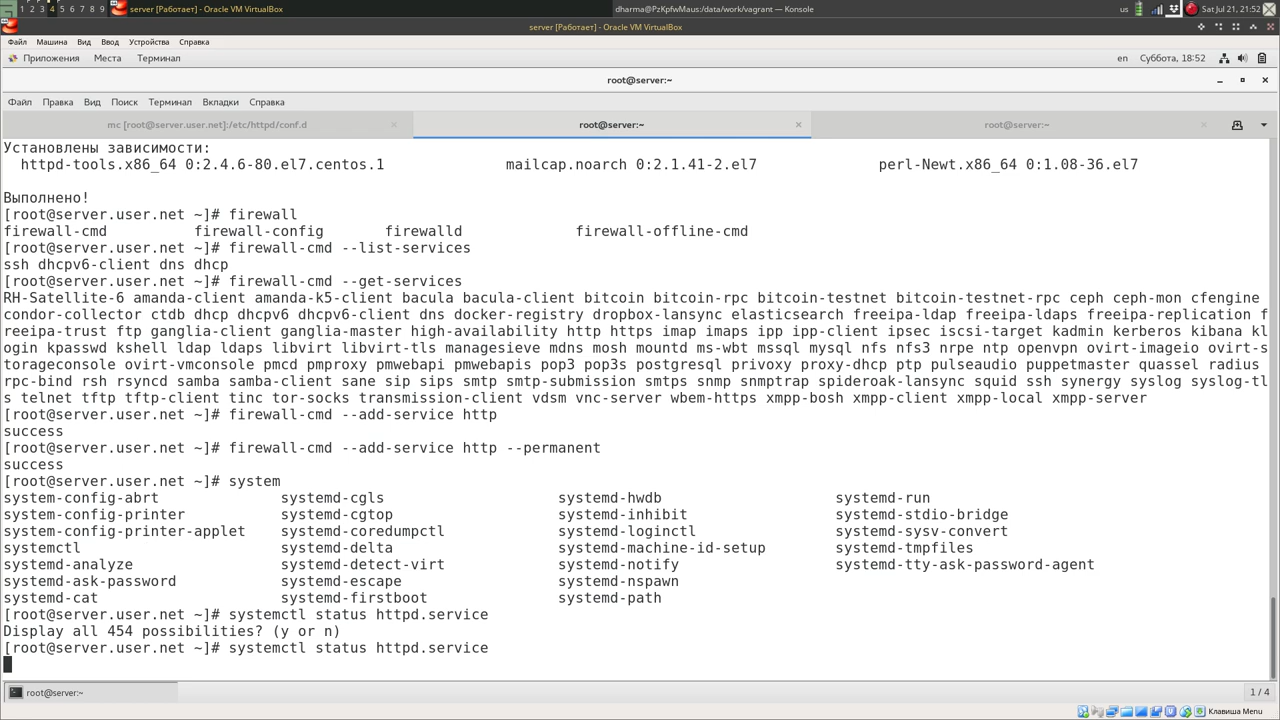 1 2 3 4 5 6 7 8 9
server [Работает] - Oracle VM VirtualBox
dharma@PzKpfwMaus:/data/work/vagrant — Konsole
us
Sat Jul 21, 21:52
server [Работает] - Oracle VM VirtualBox
Файл Машина Вид Ввод Устройства Справка
Приложения Места Терминал
en Суббота, 18:52
root@server:~
Файл Правка Вид Поиск Терминал Вкладки Справка
mc [root@server.user.net]:/etc/httpd/conf.d
root@server:~
root@server:~
Установлены зависимости:
httpd-tools.x86_64 0:2.4.6-80.el7.centos.1 mailcap.noarch 0:2.1.41-2.el7 perl-Newt.x86_64 0:1.08-36.el7
Выполнено!
[root@server.user.net ~]# firewall
firewall-cmd firewall-config firewalld firewall-offline-cmd
[root@server.user.net ~]# firewall-cmd --list-services
ssh dhcpv6-client dns dhcp
[root@server.user.net ~]# firewall-cmd --get-services
RH-Satellite-6 amanda-client amanda-k5-client bacula bacula-client bitcoin bitcoin-rpc bitcoin-testnet bitcoin-testnet-rpc ceph ceph-mon cfengine
condor-collector ctdb dhcp dhcpv6 dhcpv6-client dns docker-registry dropbox-lansync elasticsearch freeipa-ldap freeipa-ldaps freeipa-replication f
reeipa-trust ftp ganglia-client ganglia-master high-availability http https imap imaps ipp ipp-client ipsec iscsi-target kadmin kerberos kibana kl
ogin kpasswd kshell ldap ldaps libvirt libvirt-tls managesieve mdns mosh mountd ms-wbt mssql mysql nfs nfs3 nrpe ntp openvpn ovirt-imageio ovirt-s
torageconsole ovirt-vmconsole pmcd pmproxy pmwebapi pmwebapis pop3 pop3s postgresql privoxy proxy-dhcp ptp pulseaudio puppetmaster quassel radius
rpc-bind rsh rsyncd samba samba-client sane sip sips smtp smtp-submission smtps snmp snmptrap spideroak-lansync squid ssh synergy syslog syslog-tl
s telnet tftp tftp-client tinc tor-socks transmission-client vdsm vnc-server wbem-https xmpp-bosh xmpp-client xmpp-local xmpp-server
[root@server.user.net ~]# firewall-cmd --add-service http
success
[root@server.user.net ~]# firewall-cmd --add-service http --permanent
success
[root@server.user.net ~]# system
system-config-abrt systemd-cgls systemd-hwdb systemd-run
system-config-printer systemd-cgtop systemd-inhibit systemd-stdio-bridge
system-config-printer-applet systemd-coredumpctl systemd-loginctl systemd-sysv-convert
systemctl systemd-delta systemd-machine-id-setup systemd-tmpfiles
systemd-analyze systemd-detect-virt systemd-notify systemd-tty-ask-password-agent
systemd-ask-password systemd-escape systemd-nspawn
systemd-cat systemd-firstboot systemd-path
[root@server.user.net ~]# systemctl status httpd.service
Display all 454 possibilities? (y or n)
[root@server.user.net ~]# systemctl status httpd.service
root@server:~
1 / 4
Клавиша Menu